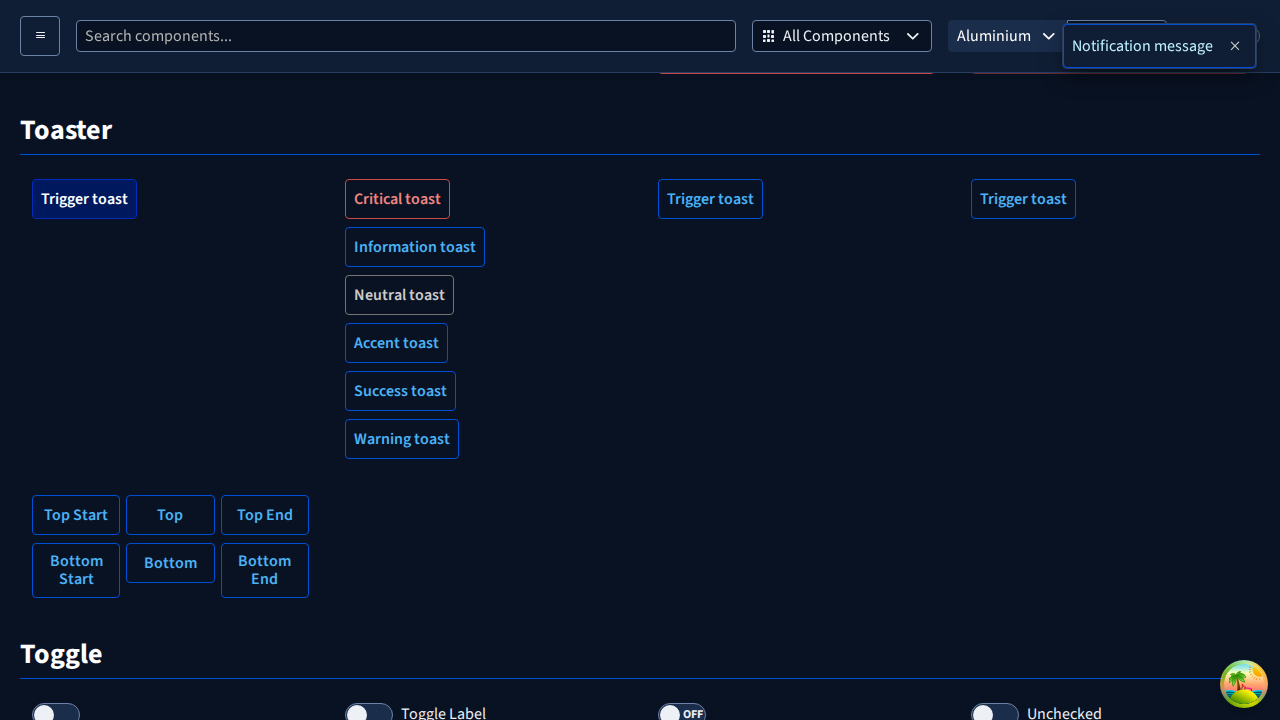 Search components...
All Components
Aluminium
Notification message
Toaster
Trigger toast
Critical toast
Trigger toast
Trigger toast
Information toast
Neutral toast
Accent toast
Success toast
Warning toast
Top Start
Top
Top End
Bottom
Start
Bottom
Bottom
End
Toggle
Toggle Label
OFF
Unchecked